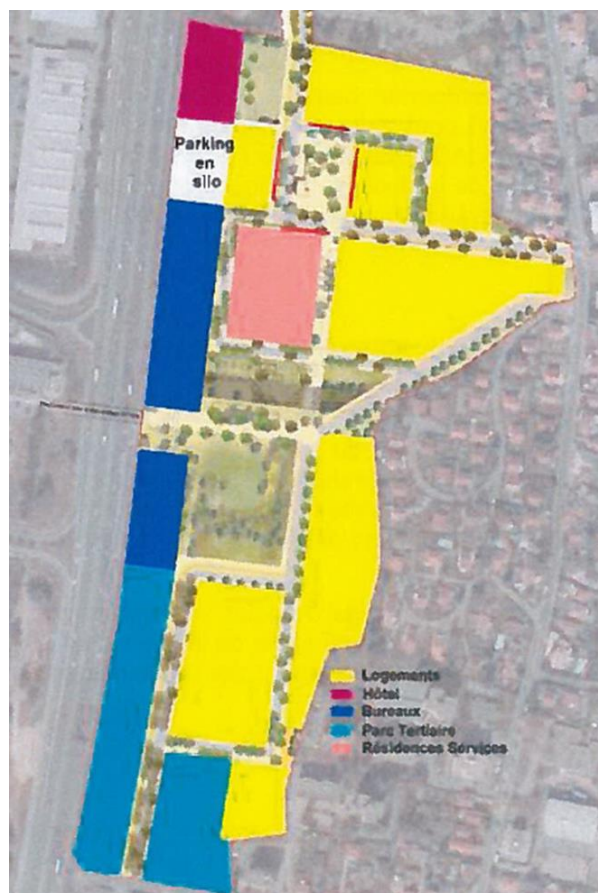 Parking
en
silo
Logements
Hôtel
Bureaux
Parc Tertiaire
Résidences Services